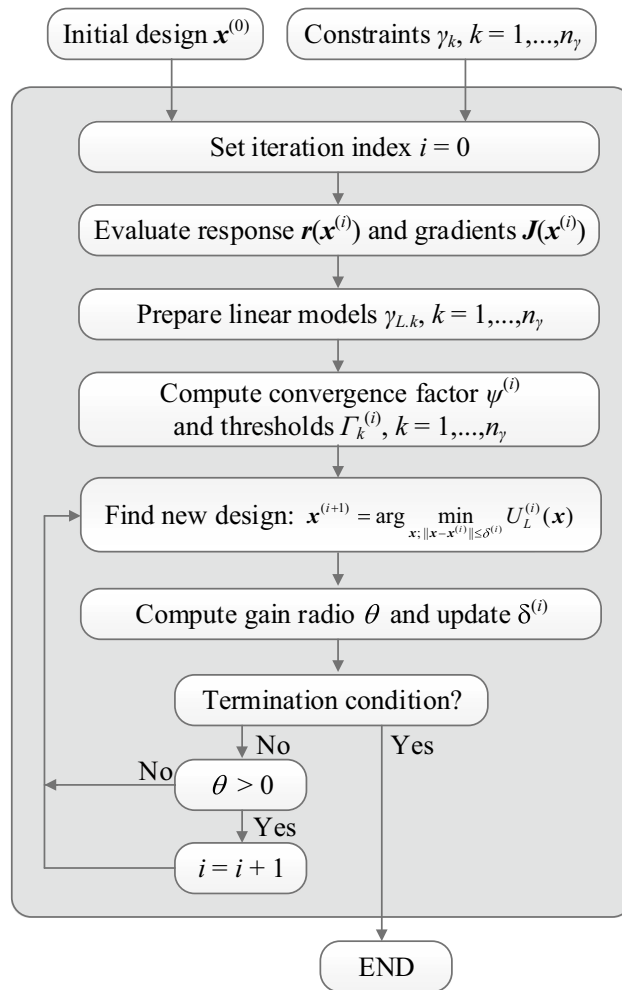 Initial design x^(0)
Constraints γ_k, k = 1,...,n_γ
Set iteration index i = 0
Evaluate response r(x^(i)) and gradients J(x^(i))
Prepare linear models γ_L.k, k = 1,...,n_γ
Compute convergence factor ψ^(i)
and thresholds Γ_k^(i), k = 1,...,n_γ
Find new design: x^(i+1) = arg min_{x; ||x−x^(i)||≤δ^(i)} U_L^(i)(x)
Compute gain radio θ and update δ^(i)
Termination condition?
No
Yes
No
θ > 0
Yes
i = i + 1
END